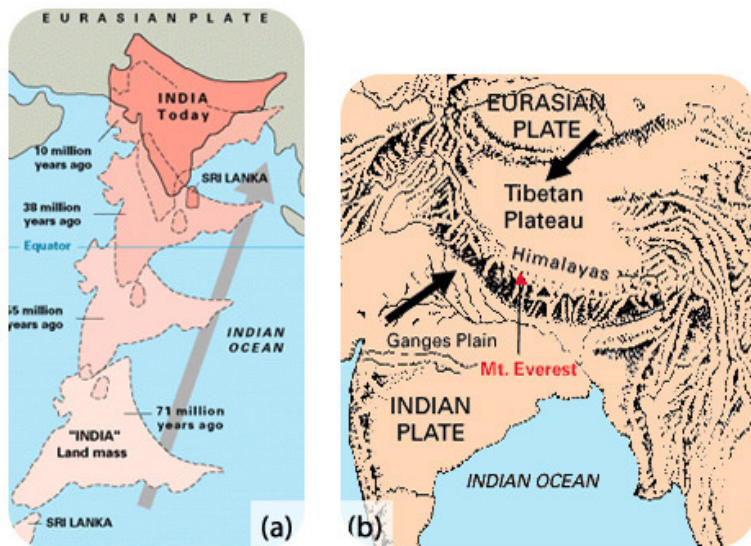 EURASIAN PLATE
INDIA
Today
10 million
years ago
SRI LANKA
38 million
years ago
Equator
55 million
years ago
INDIAN
OCEAN
71 million
years ago
"INDIA"
Land mass
SRI LANKA
(a)
EURASIAN
PLATE
Tibetan
Plateau
Himalayas
Ganges Plain
Mt. Everest
INDIAN
PLATE
INDIAN OCEAN
(b)